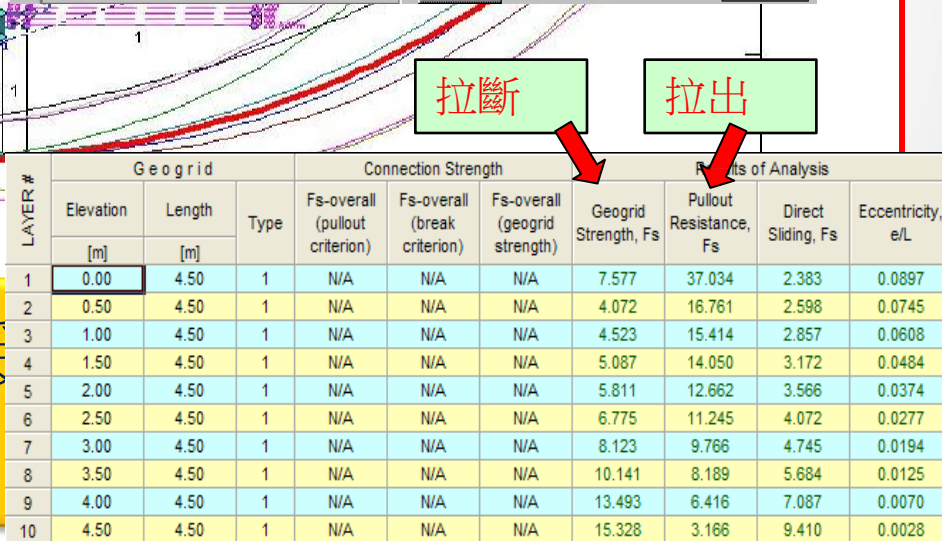 1
1
拉斷 拉出
LAYER # Geogrid Connection Strength of Analysis
Elevation Length Type Fs-overall (pullout criterion) Fs-overall (break criterion) Fs-overall (geogrid strength) Geogrid Strength, Fs Pullout Resistance, Fs Direct Sliding, Fs Eccentricity, e/L
[m] [m]
1 0.00 4.50 1 N/A N/A N/A 7.577 37.034 2.383 0.0897
2 0.50 4.50 1 N/A N/A N/A 4.072 16.761 2.598 0.0745
3 1.00 4.50 1 N/A N/A N/A 4.523 15.414 2.857 0.0608
4 1.50 4.50 1 N/A N/A N/A 5.087 14.050 3.172 0.0484
5 2.00 4.50 1 N/A N/A N/A 5.811 12.662 3.566 0.0374
6 2.50 4.50 1 N/A N/A N/A 6.775 11.245 4.072 0.0277
7 3.00 4.50 1 N/A N/A N/A 8.123 9.766 4.745 0.0194
8 3.50 4.50 1 N/A N/A N/A 10.141 8.189 5.684 0.0125
9 4.00 4.50 1 N/A N/A N/A 13.493 6.416 7.087 0.0070
10 4.50 4.50 1 N/A N/A N/A 15.328 3.166 9.410 0.0028